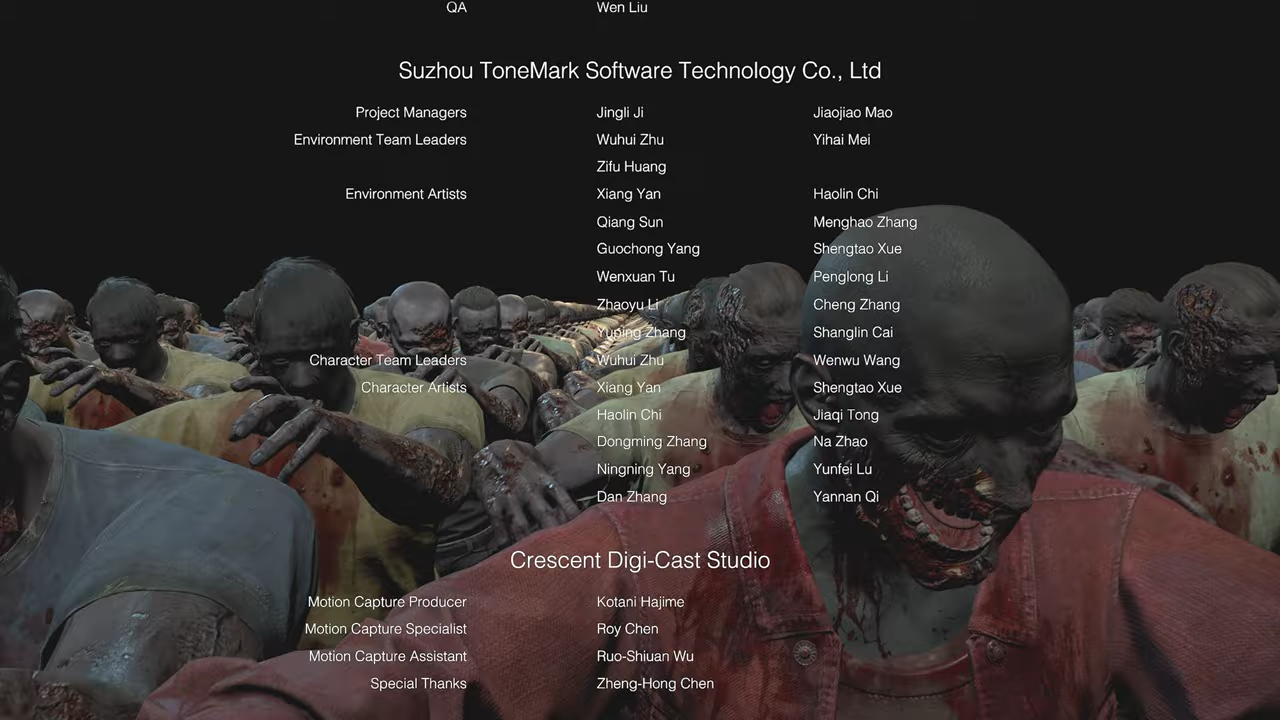 QA Wen Liu
Suzhou ToneMark Software Technology Co., Ltd
Project Managers Jingli Ji Jiaojiao Mao
Environment Team Leaders Wuhui Zhu Yihai Mei
Zifu Huang
Environment Artists Xiang Yan Haolin Chi
Qiang Sun Menghao Zhang
Guochong Yang Shengtao Xue
Wenxuan Tu Penglong Li
Zhaoyu Li Cheng Zhang
Yuping Zhang Shanglin Cai
Character Team Leaders Wuhui Zhu Wenwu Wang
Character Artists Xiang Yan Shengtao Xue
Haolin Chi Jiaqi Tong
Dongming Zhang Na Zhao
Ningning Yang Yunfei Lu
Dan Zhang Yannan Qi
Crescent Digi-Cast Studio
Motion Capture Producer Kotani Hajime
Motion Capture Specialist Roy Chen
Motion Capture Assistant Ruo-Shiuan Wu
Special Thanks Zheng-Hong Chen